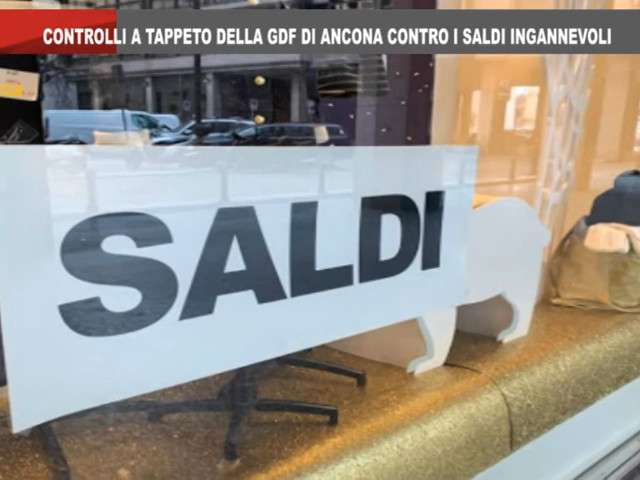 CONTROLLI A TAPPETO DELLA GDF DI ANCONA CONTRO I SALDI INGANNEVOLI
SALDI